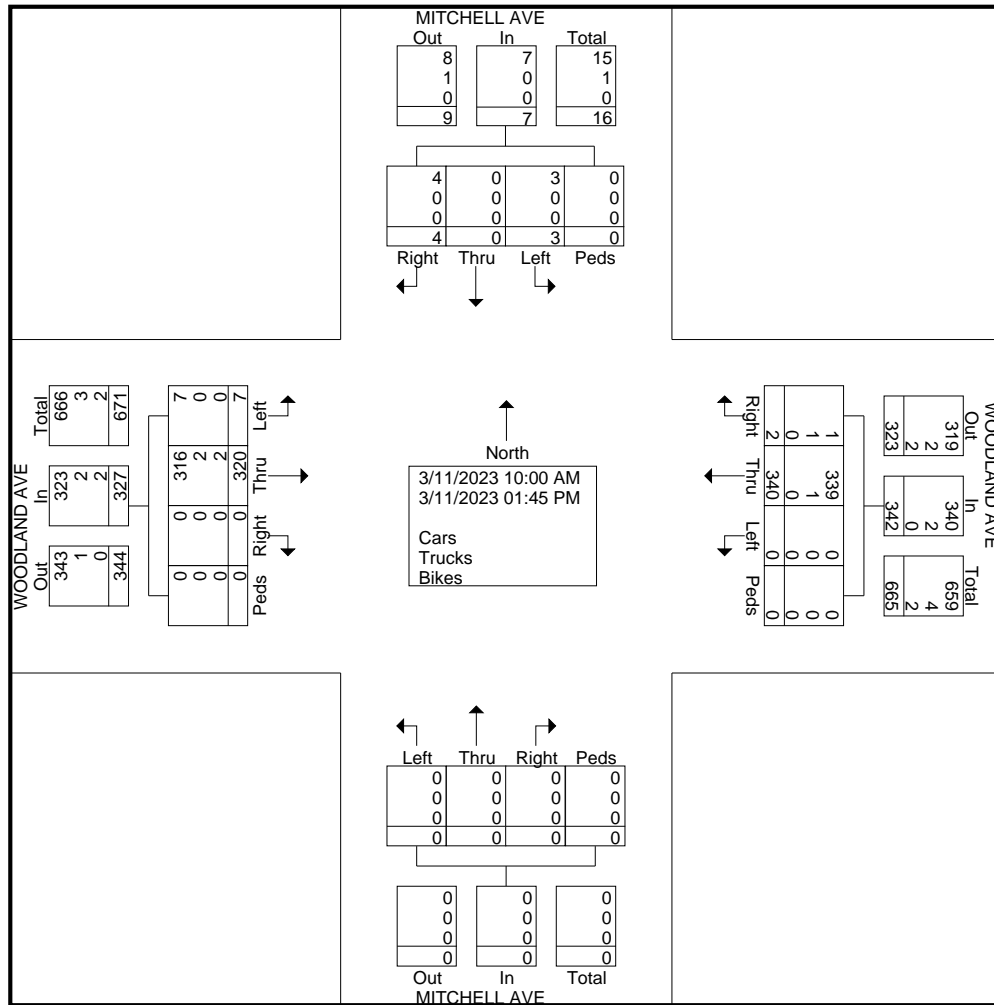 MITCHELL AVE
Out In Total
8 7 15
1 0 1
0 0 0
9 7 16
4 0 3 0
0 0 0 0
0 0 0 0
4 0 3 0
Right Thru Left Peds
WOODLAND AVE
Total In Out
666 323 343
3 2 1
2 2 0
671 327 344
7 316 0 0
0 2 0 0
0 2 0 0
7 320 0 0
Left Thru Right Peds
North
3/11/2023 10:00 AM
3/11/2023 01:45 PM
Cars
Trucks
Bikes
WOODLAND AVE
Out In Total
319 340 659
2 2 4
2 0 2
323 342 665
1 339 0 0
1 1 0 0
0 0 0 0
2 340 0 0
Right Thru Left Peds
Left Thru Right Peds
0 0 0 0
0 0 0 0
0 0 0 0
0 0 0 0
0 0 0
0 0 0
0 0 0
0 0 0
Out In Total
MITCHELL AVE